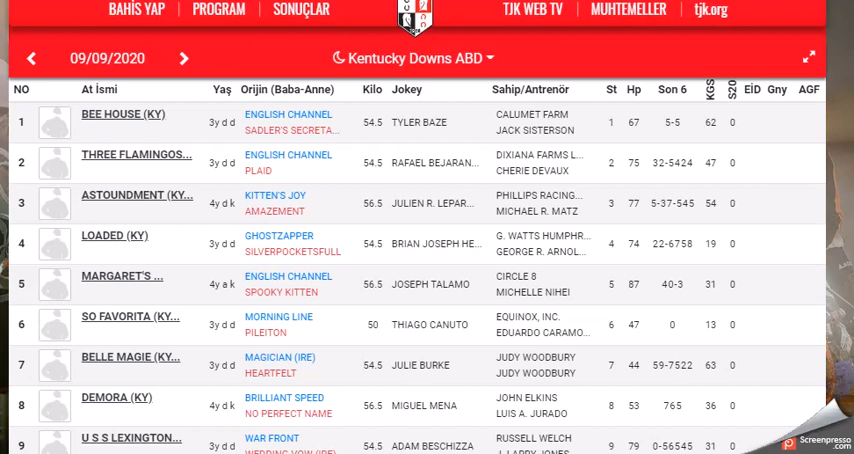 BAHİS YAP PROGRAM SONUÇLAR TJK WEB TV MUHTEMELLER tjk.org
09/09/2020 Kentucky Downs ABD
NO At İsmi Yaş Orijin (Baba-Anne) Kilo Jokey Sahip/Antrenör St Hp Son 6 KGS S20 EİD Gny AGF
1 BEE HOUSE (KY) 3y d d ENGLISH CHANNEL 54.5 TYLER BAZE CALUMET FARM 1 67 5-5 62 0
SADLER'S SECRETA... JACK SISTERSON
2 THREE FLAMINGOS... 3y d d ENGLISH CHANNEL 54.5 RAFAEL BEJARAN... DIXIANA FARMS L... 2 75 32-5424 47 0
PLAID CHERIE DEVAUX
3 ASTOUNDMENT (KY... 4y d k KITTEN'S JOY 56.5 JULIEN R. LEPAR... PHILLIPS RACING... 3 77 5-37-545 54 0
AMAZEMENT MICHAEL R. MATZ
4 LOADED (KY) 3y d d GHOSTZAPPER 54.5 BRIAN JOSEPH HE... G. WATTS HUMPHR... 4 74 22-6758 19 0
SILVERPOCKETSFULL GEORGE R. ARNOL...
5 MARGARET'S ... 4y a k ENGLISH CHANNEL 56.5 JOSEPH TALAMO CIRCLE 8 5 87 40-3 31 0
SPOOKY KITTEN MICHELLE NIHEI
6 SO FAVORITA (KY... 3y d d MORNING LINE 50 THIAGO CANUTO EQUINOX, INC. 6 47 0 13 0
PILEITON EDUARDO CARAMO...
7 BELLE MAGIE (KY... 3y d d MAGICIAN (IRE) 54.5 JULIE BURKE JUDY WOODBURY 7 44 59-7522 63 0
HEARTFELT JUDY WOODBURY
8 DEMORA (KY) 4y d k BRILLIANT SPEED 56.5 MIGUEL MENA JOHN ELKINS 8 53 765 36 0
NO PERFECT NAME LUIS A. JURADO
9 U S S LEXINGTON... 3y d d WAR FRONT 54.5 ADAM BESCHIZZA RUSSELL WELCH 9 79 0-56545 31 0
WEDDING VOW (IRE) J. LARRY JONES
Screenpresso
.com